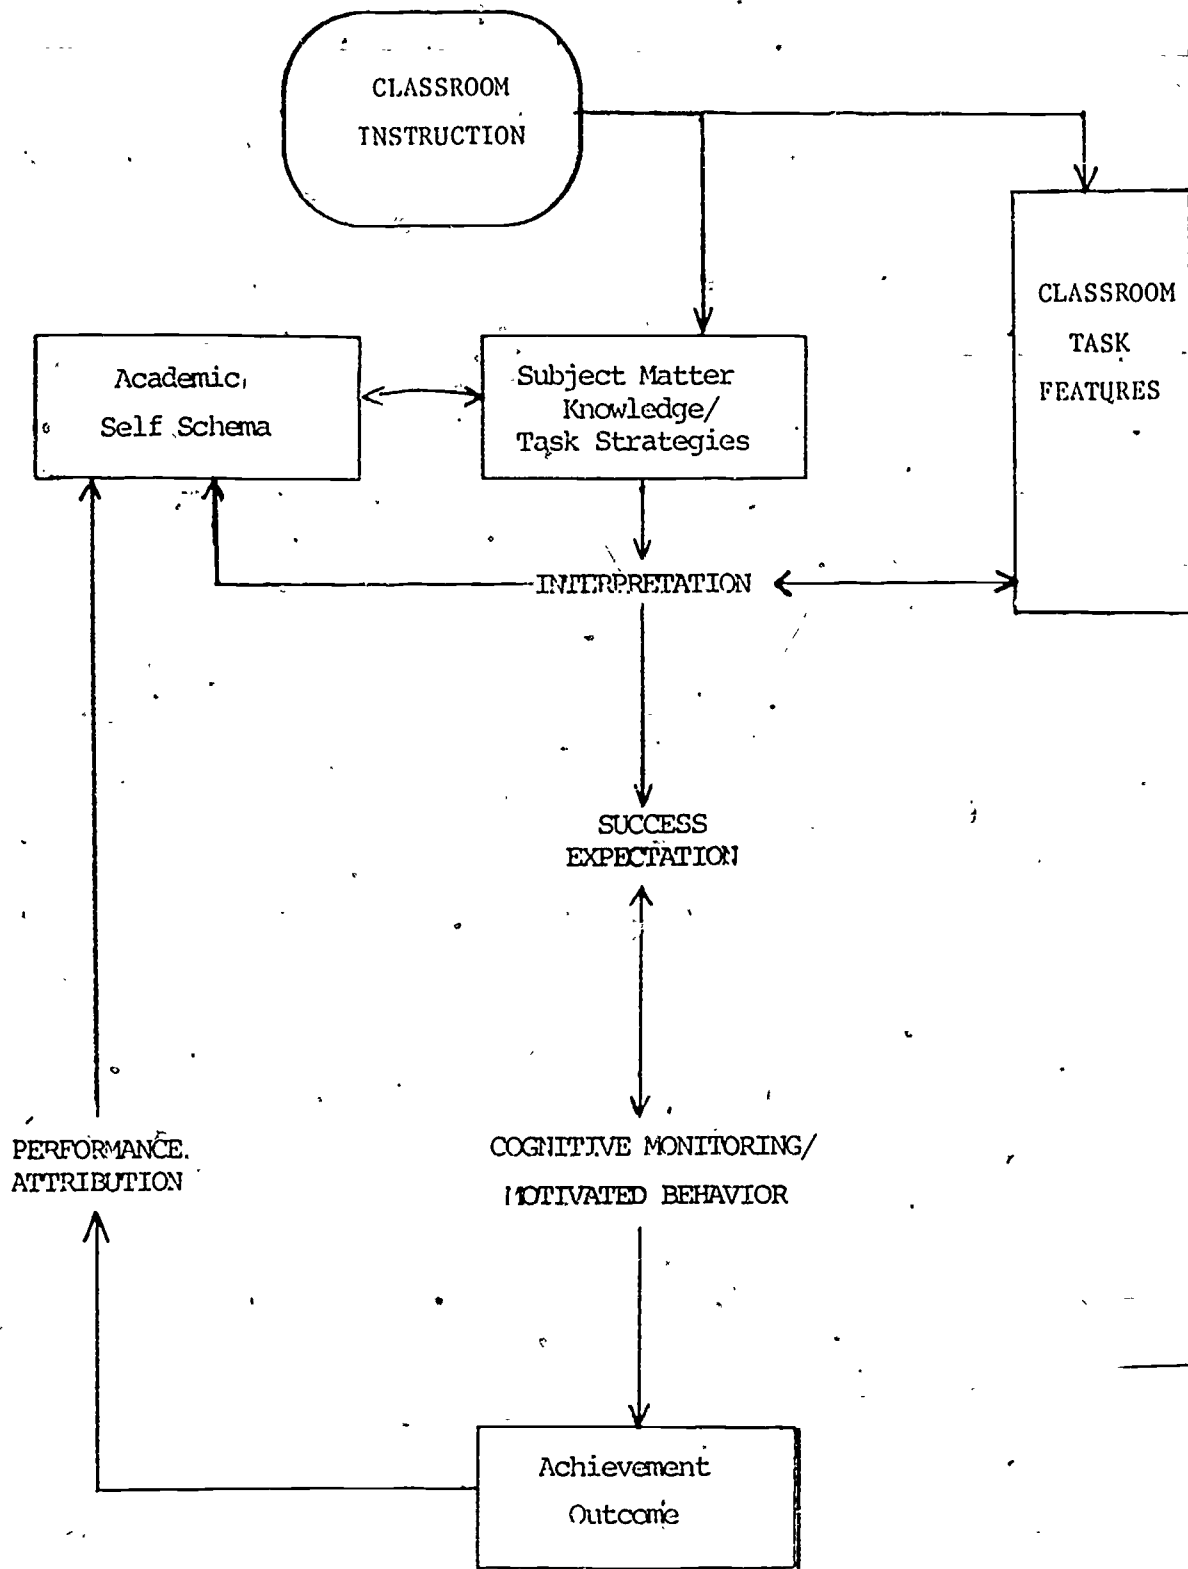 CLASSROOM
INSTRUCTION
CLASSROOM
TASK
FEATURES
Academic
Self Schema
Subject Matter
Knowledge/
Task Strategies
INTERPRETATION
SUCCESS
EXPECTATION
PERFORMANCE
ATTRIBUTION
COGNITIVE MONITORING/
MOTIVATED BEHAVIOR
Achievement
Outcome